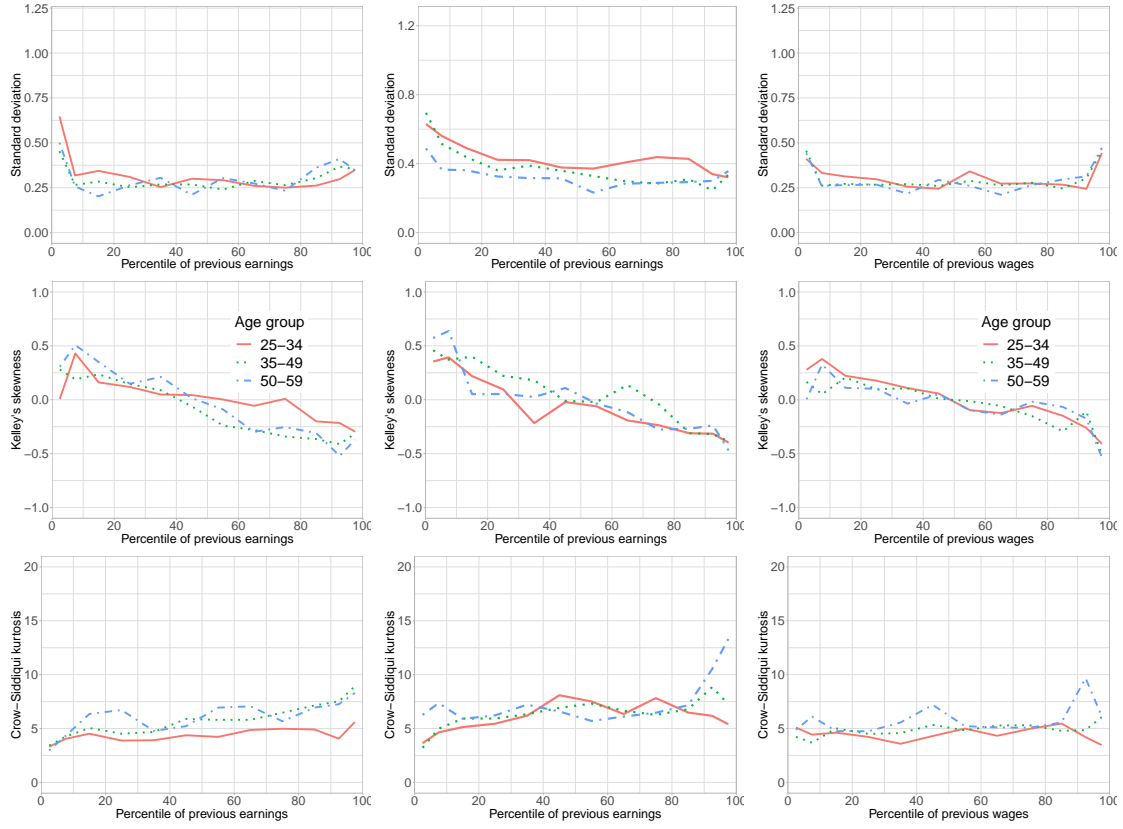 Standard deviation
1.25
1.00
0.75
0.50
0.25
0.00
0 20 40 60 80 100
Percentile of previous earnings
Standard deviation
1.2
0.8
0.4
0.0
0 20 40 60 80 100
Percentile of previous earnings
Standard deviation
1.25
1.00
0.75
0.50
0.25
0.00
0 20 40 60 80 100
Percentile of previous wages
Kelley's skewness
1.0
0.5
0.0
−0.5
−1.0
Age group
25−34
35−49
50−59
0 20 40 60 80 100
Percentile of previous earnings
Kelley's skewness
1.0
0.5
0.0
−0.5
−1.0
0 20 40 60 80 100
Percentile of previous earnings
Kelley's skewness
1.0
0.5
0.0
−0.5
−1.0
Age group
25−34
35−49
50−59
0 20 40 60 80 100
Percentile of previous wages
Crow−Siddiqui kurtosis
20
15
10
5
0
0 20 40 60 80 100
Percentile of previous earnings
Crow−Siddiqui kurtosis
20
15
10
5
0
0 20 40 60 80 100
Percentile of previous earnings
Crow−Siddiqui kurtosis
20
15
10
5
0
0 20 40 60 80 100
Percentile of previous wages